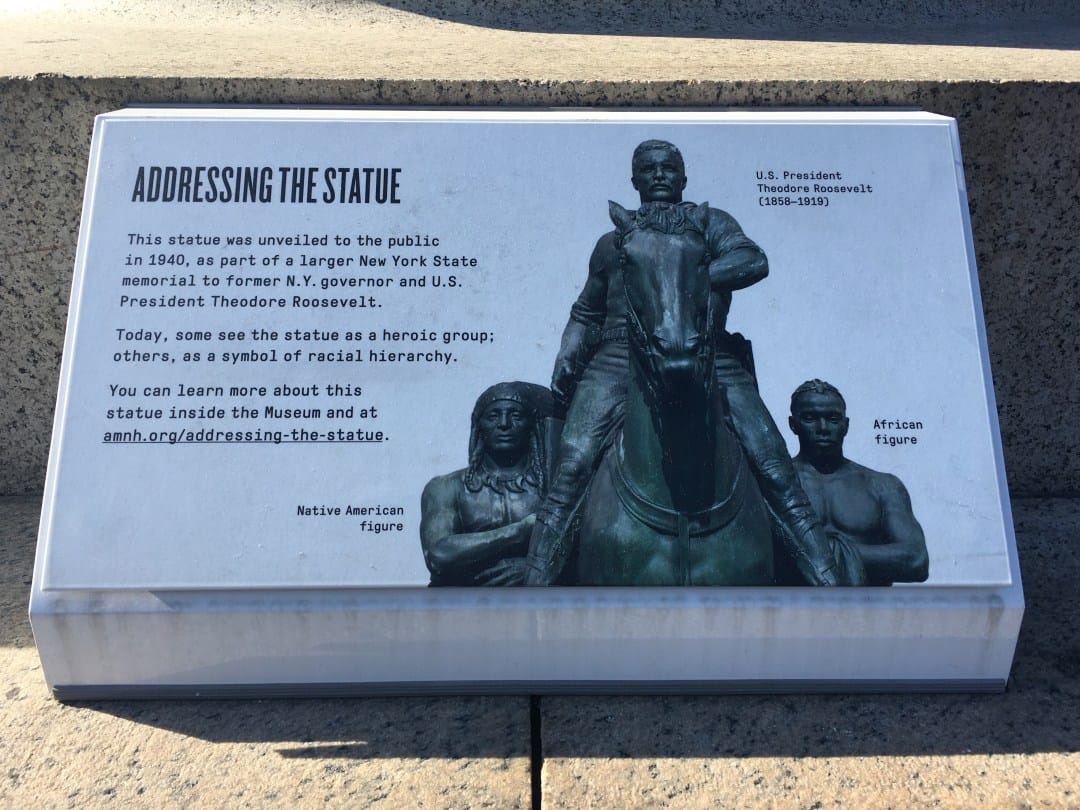 ADDRESSING THE STATUE
U.S. President
Theodore Roosevelt
(1858–1919)
This statue was unveiled to the public
in 1940, as part of a larger New York State
memorial to former N.Y. governor and U.S.
President Theodore Roosevelt.
Today, some see the statue as a heroic group;
others, as a symbol of racial hierarchy.
You can learn more about this
statue inside the Museum and at
amnh.org/addressing-the-statue.
African
figure
Native American
figure